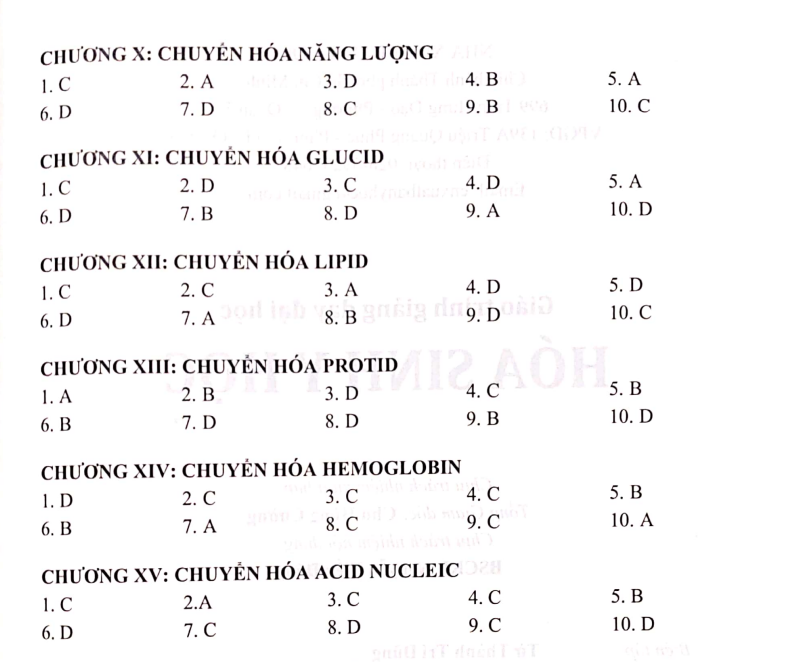 CHƯƠNG X: CHUYỂN HÓA NĂNG LƯỢNG
1. C 2. A 3. D 4. B 5. A
6. D 7. D 8. C 9. B 10. C
CHƯƠNG XI: CHUYỂN HÓA GLUCID
1. C 2. D 3. C 4. D 5. A
6. D 7. B 8. D 9. A 10. D
CHƯƠNG XII: CHUYỂN HÓA LIPID
1. C 2. C 3. A 4. D 5. D
6. D 7. A 8. B 9. D 10. C
CHƯƠNG XIII: CHUYỂN HÓA PROTID
1. A 2. B 3. D 4. C 5. B
6. B 7. D 8. D 9. B 10. D
CHƯƠNG XIV: CHUYỂN HÓA HEMOGLOBIN
1. D 2. C 3. C 4. C 5. B
6. B 7. A 8. C 9. C 10. A
CHƯƠNG XV: CHUYỂN HÓA ACID NUCLEIC
1. C 2.A 3. C 4. C 5. B
6. D 7. C 8. D 9. C 10. D